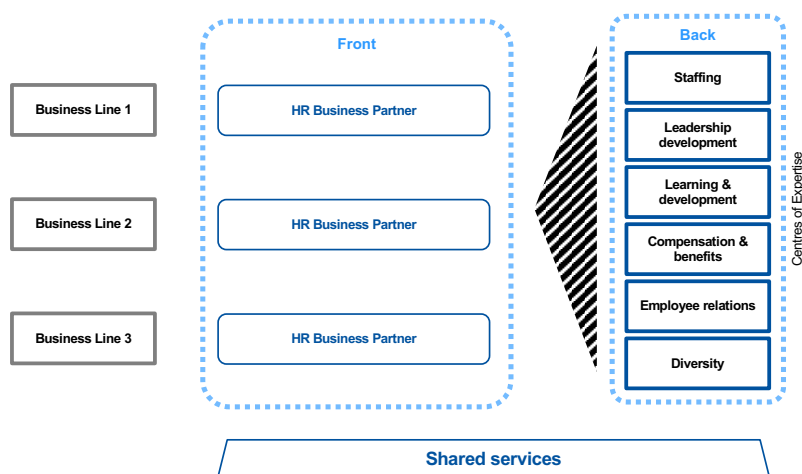 Front
Back
Business Line 1
HR Business Partner
Business Line 2
HR Business Partner
Business Line 3
HR Business Partner
Staffing
Leadership
development
Learning &
development
Compensation &
benefits
Employee relations
Diversity
Centres of Expertise
Shared services